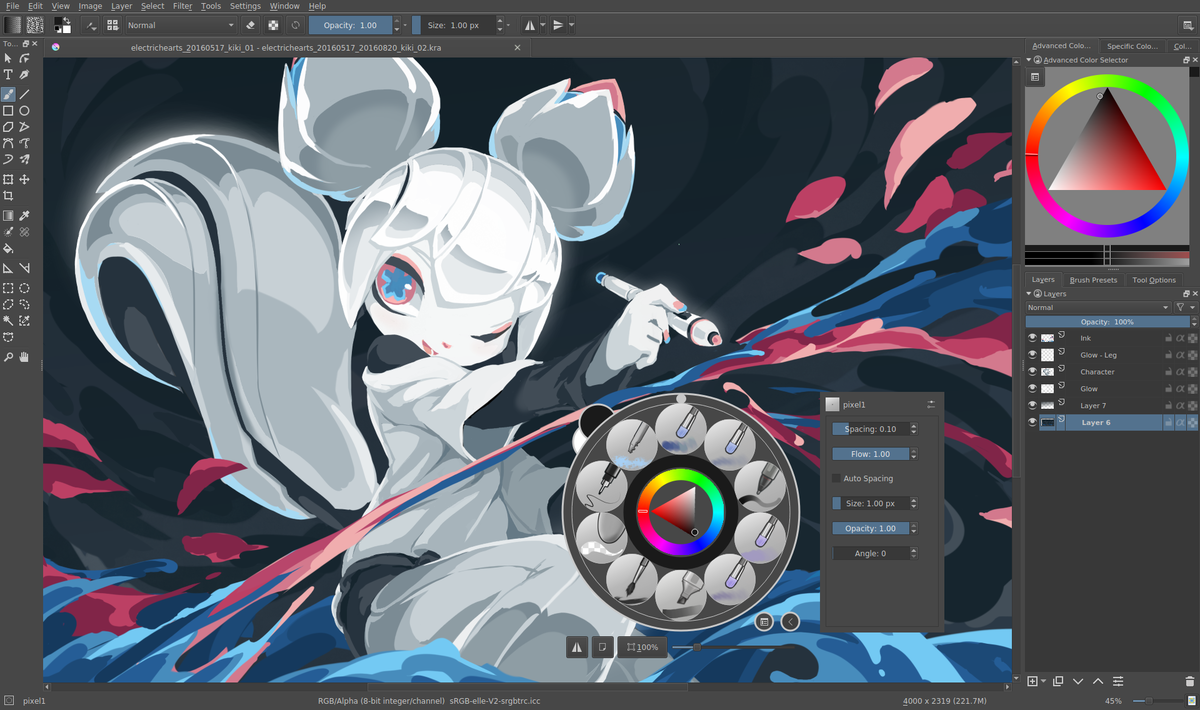 File Edit View Image Layer Select Filter Tools Settings Window Help
Normal
Opacity: 1.00
Size: 1.00 px
To...
electrichearts_20160517_kiki_01 - electrichearts_20160517_20160820_kiki_02.kra
Advanced Colo... Specific Colo... Col...
Advanced Color Selector
Layers Brush Presets Tool Options
Layers
Normal
Opacity: 100%
Ink
Glow - Leg
Character
Glow
Layer 7
Layer 6
pixel1
Spacing: 0.10
Flow: 1.00
Auto Spacing
Size: 1.00 px
Opacity: 1.00
Angle: 0
100%
pixel1
RGB/Alpha (8-bit integer/channel) sRGB-elle-V2-srgbtrc.icc
4000 x 2319 (221.7M)
45%